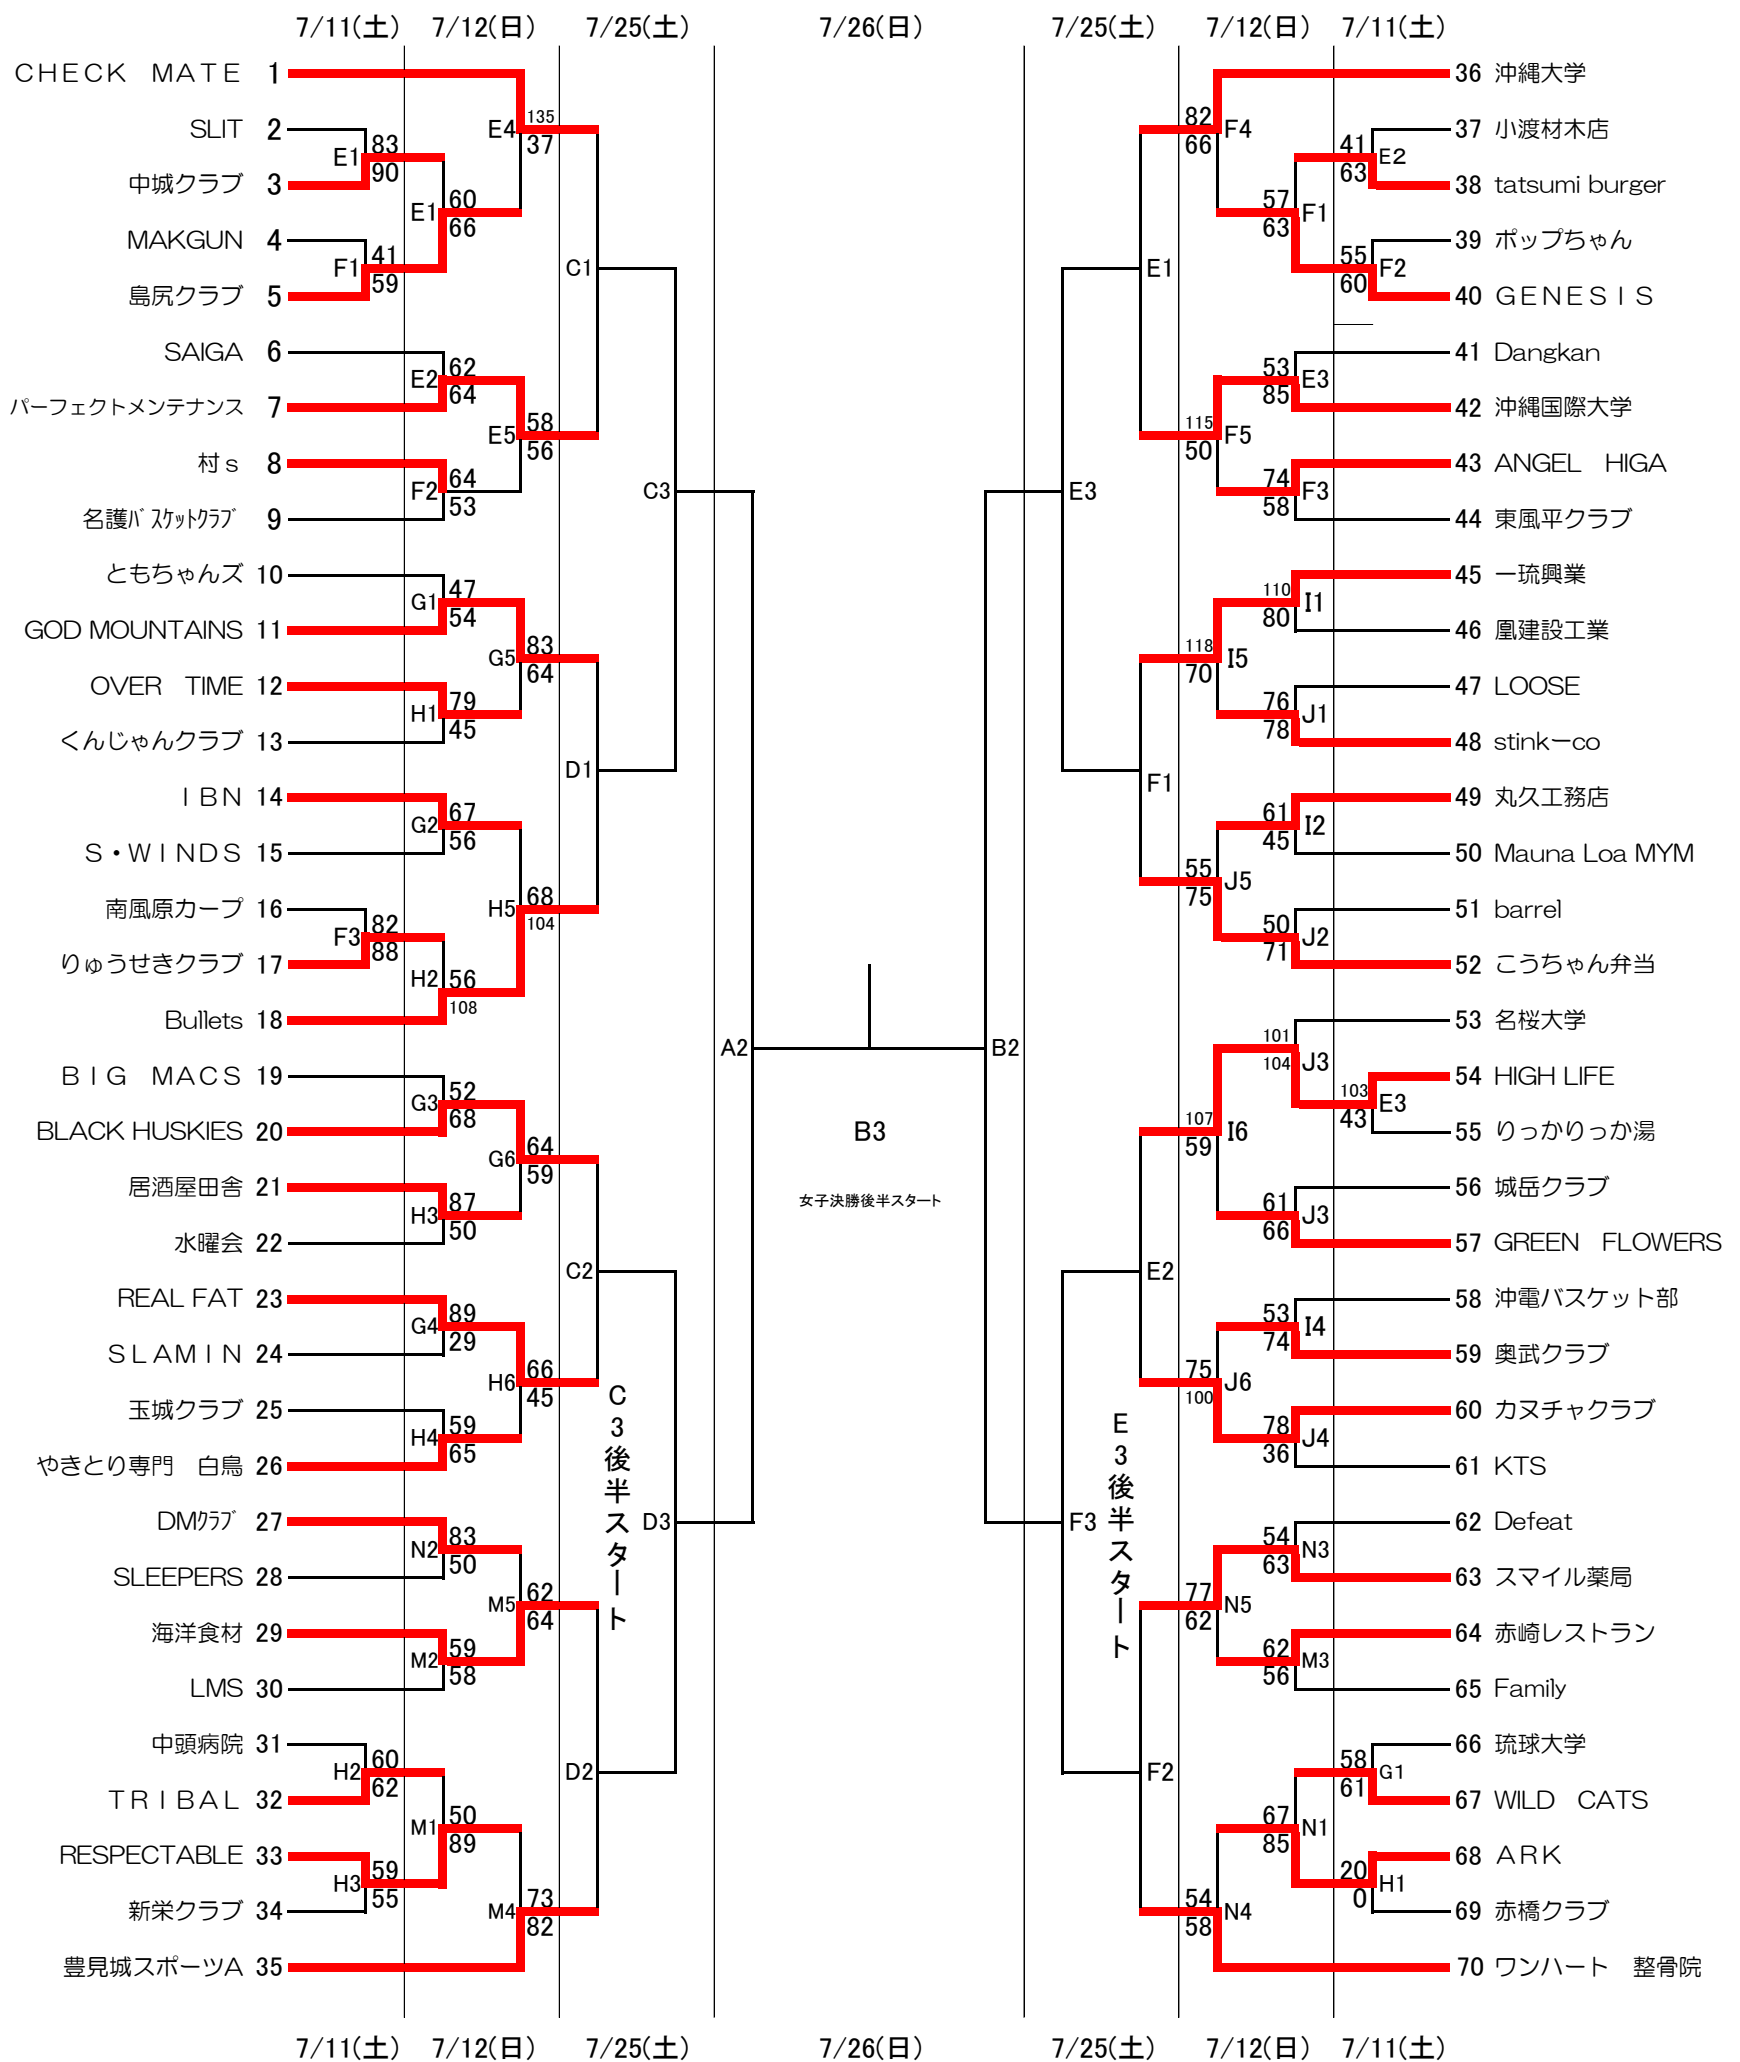 7/11(土) 7/12(日) 7/25(土) 7/26(日) 7/25(土) 7/12(日) 7/11(土)
CHECK　MATE 1
SLIT 2
中城クラブ 3
MAKGUN 4
島尻クラブ 5
SAIGA 6
パーフェクトメンテナンス 7
村ｓ 8
名護ﾊﾞｽｹｯﾄｸﾗﾌﾞ 9
ともちゃんズ 10
GOD MOUNTAINS 11
OVER　TIME 12
くんじゃんクラブ 13
ＩＢＮ 14
Ｓ・ＷＩＮＤＳ 15
南風原カープ 16
りゅうせきクラブ 17
Bullets 18
ＢＩＧ　ＭＡＣＳ 19
BLACK HUSKIES 20
居酒屋田舎 21
水曜会 22
REAL FAT 23
ＳＬＡＭＩＮ 24
玉城クラブ 25
やきとり専門　白鳥 26
DMｸﾗﾌﾞ 27
SLEEPERS 28
海洋食材 29
LMS 30
中頭病院 31
ＴＲＩＢＡＬ 32
RESPECTABLE 33
新栄クラブ 34
豊見城スポーツA 35
E1 83 90
F1 41 59
F3 82 88
H2 60 62
H3 59 55
E1 60 66
E2 62 64
F2 64 53
G1 47 54
H1 79 45
G2 67 56
H2 56 108
G3 52 68
H3 87 50
G4 89 29
H4 59 65
N2 83 50
M2 59 58
M1 50 89
E4 135 37
E5 58 56
G5 83 64
H5 68 104
G6 64 59
H6 66 45
M5 62 64
M4 73 82
C1
D1
C2
D2
C3
D3
C3後半スタート
A2
B3
女子決勝後半スタート
B2
E3
F3
E3後半スタート
E1
F1
E2
F2
82 66 F4
115 50 F5
118 70 I5
55 75 J5
107 59 I6
75 100 J6
77 62 N5
54 58 N4
57 63 F1
53 85 E3
74 58 F3
110 80 I1
76 78 J1
61 45 I2
50 71 J2
101 104 J3
61 66 J3
53 74 I4
78 36 J4
54 63 N3
62 56 M3
67 85 N1
41 63 E2
55 60 F2
103 43 E3
58 61 G1
20 0 H1
36 沖縄大学
37 小渡材木店
38 tatsumi burger
39 ポップちゃん
40 ＧＥＮＥＳＩＳ
41 Dangkan
42 沖縄国際大学
43 ANGEL　HIGA
44 東風平クラブ
45 一琉興業
46 凰建設工業
47 LOOSE
48 stinkーco
49 丸久工務店
50 Mauna Loa MYM
51 barrel
52 こうちゃん弁当
53 名桜大学
54 HIGH LIFE
55 りっかりっか湯
56 城岳クラブ
57 GREEN　FLOWERS
58 沖電バスケット部
59 奥武クラブ
60 カヌチャクラブ
61 KTS
62 Defeat
63 スマイル薬局
64 赤崎レストラン
65 Family
66 琉球大学
67 WILD　CATS
68 ＡＲＫ
69 赤橋クラブ
70 ワンハート　整骨院
7/11(土) 7/12(日) 7/25(土) 7/26(日) 7/25(土) 7/12(日) 7/11(土)